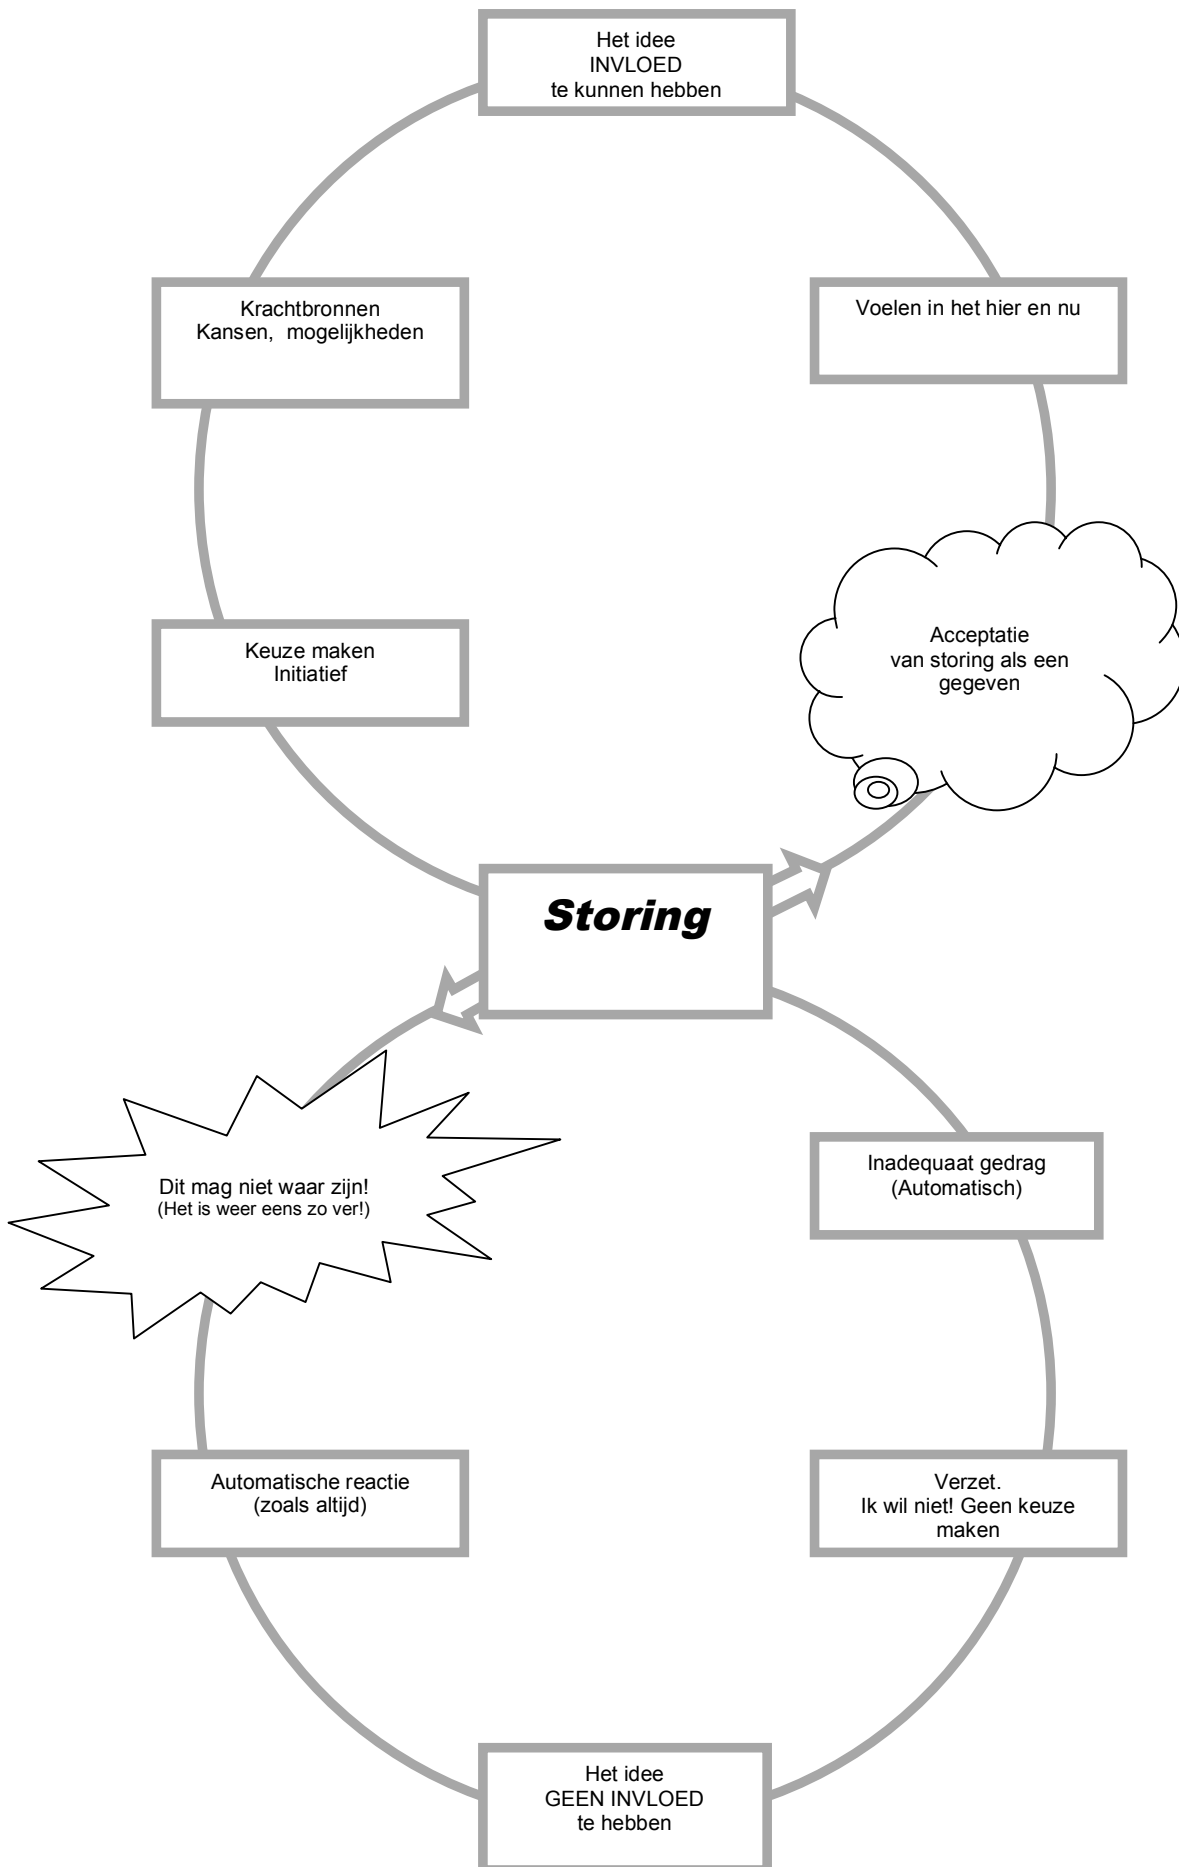 Het idee
INVLOED
te kunnen hebben
Krachtbronnen
Kansen, mogelijkheden
Voelen in het hier en nu
Keuze maken
Initiatief
Acceptatie
van storing als een
gegeven
Storing
Dit mag niet waar zijn!
(Het is weer eens zo ver!)
Inadequaat gedrag
(Automatisch)
Automatische reactie
(zoals altijd)
Verzet.
Ik wil niet! Geen keuze
maken
Het idee
GEEN INVLOED
te hebben